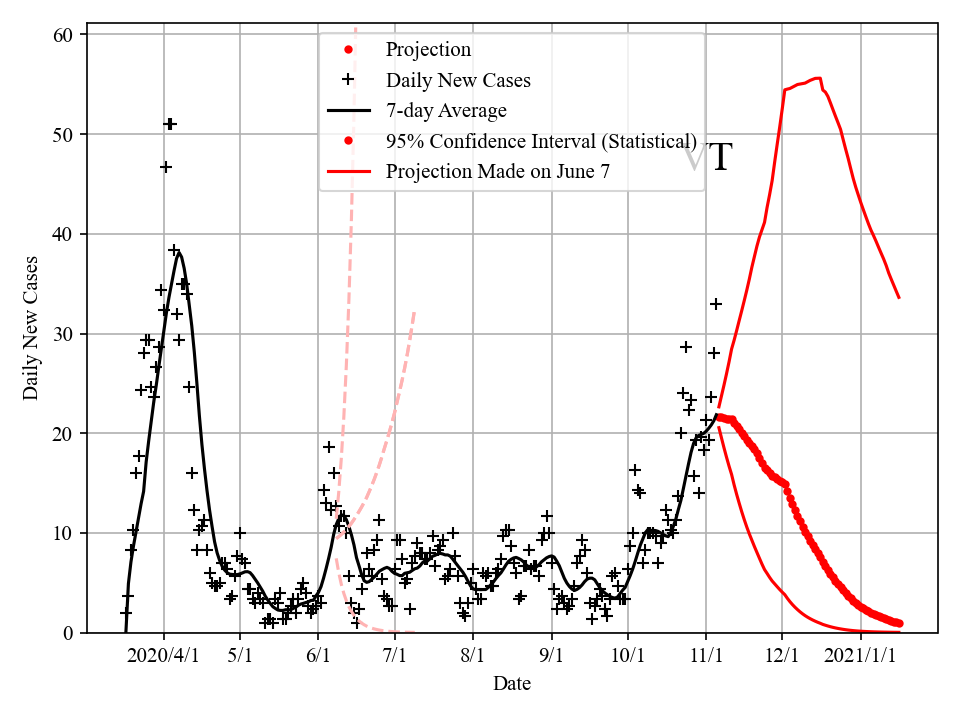 60
50
40
30
20
10
0
Daily New Cases
Projection
Daily New Cases
7-day Average
95% Confidence Interval (Statistical)
Projection Made on June 7
VT
2020/4/1 5/1 6/1 7/1 8/1 9/1 10/1 11/1 12/1 2021/1/1
Date